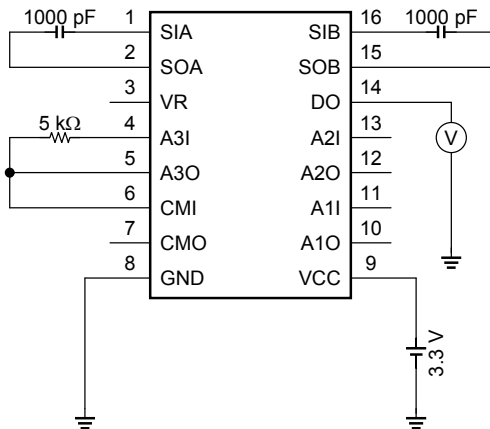 1000 pF 1 SIA SIB 16 1000 pF
2 SOA SOB 15
3 VR DO 14
5 kΩ 4 A3I A2I 13
V
5 A3O A2O 12
6 CMI A1I 11
7 CMO A1O 10
8 GND VCC 9
3.3 V